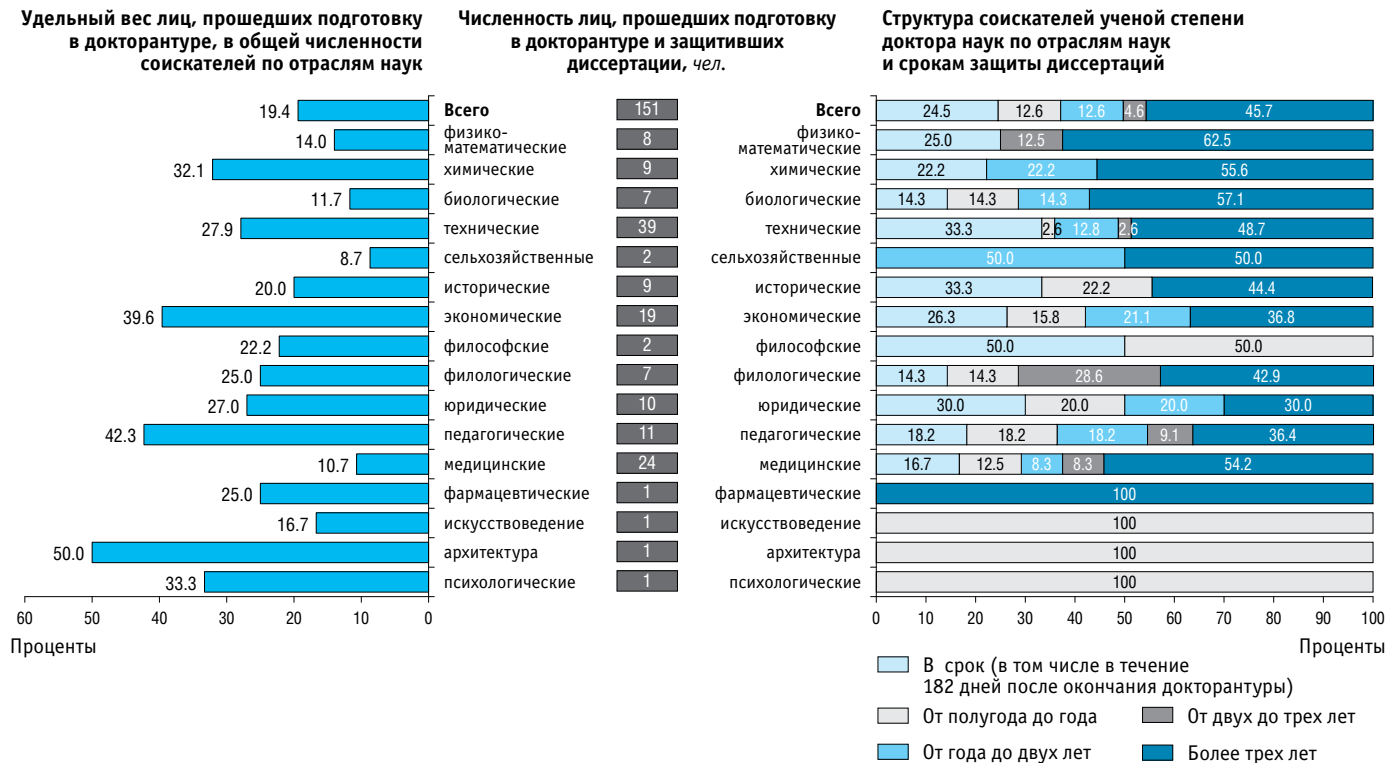 Удельный вес лиц, прошедших подготовку
в докторантуре, в общей численности
соискателей по отраслям наук
19.4
14.0
32.1
11.7
27.9
8.7
20.0
39.6
22.2
25.0
27.0
42.3
10.7
25.0
16.7
50.0
33.3
60 50 40 30 20 10 0
Проценты
Численность лиц, прошедших подготовку
в докторантуре и защитивших
диссертации, чел.
Всего 151
физико-
математические 8
химические 9
биологические 7
технические 39
сельхозяйственные 2
исторические 9
экономические 19
философские 2
филологические 7
юридические 10
педагогические 11
медицинские 24
фармацевтические 1
искусствоведение 1
архитектура 1
психологические 1
Структура соискателей ученой степени
доктора наук по отраслям наук
и срокам защиты диссертаций
Всего 24.5 12.6 12.6 4.6 45.7
физико-
математические 25.0 12.5 62.5
химические 22.2 22.2 55.6
биологические 14.3 14.3 14.3 57.1
технические 33.3 2.6 12.8 2.6 48.7
сельхозяйственные 50.0 50.0
исторические 33.3 22.2 44.4
экономические 26.3 15.8 21.1 36.8
философские 50.0 50.0
филологические 14.3 14.3 28.6 42.9
юридические 30.0 20.0 20.0 30.0
педагогические 18.2 18.2 18.2 9.1 36.4
медицинские 16.7 12.5 8.3 8.3 54.2
фармацевтические 100
искусствоведение 100
архитектура 100
психологические 100
0 10 20 30 40 50 60 70 80 90 100
Проценты
В срок (в том числе в течение
182 дней после окончания докторантуры)
От полугода до года
От двух до трех лет
От года до двух лет
Более трех лет